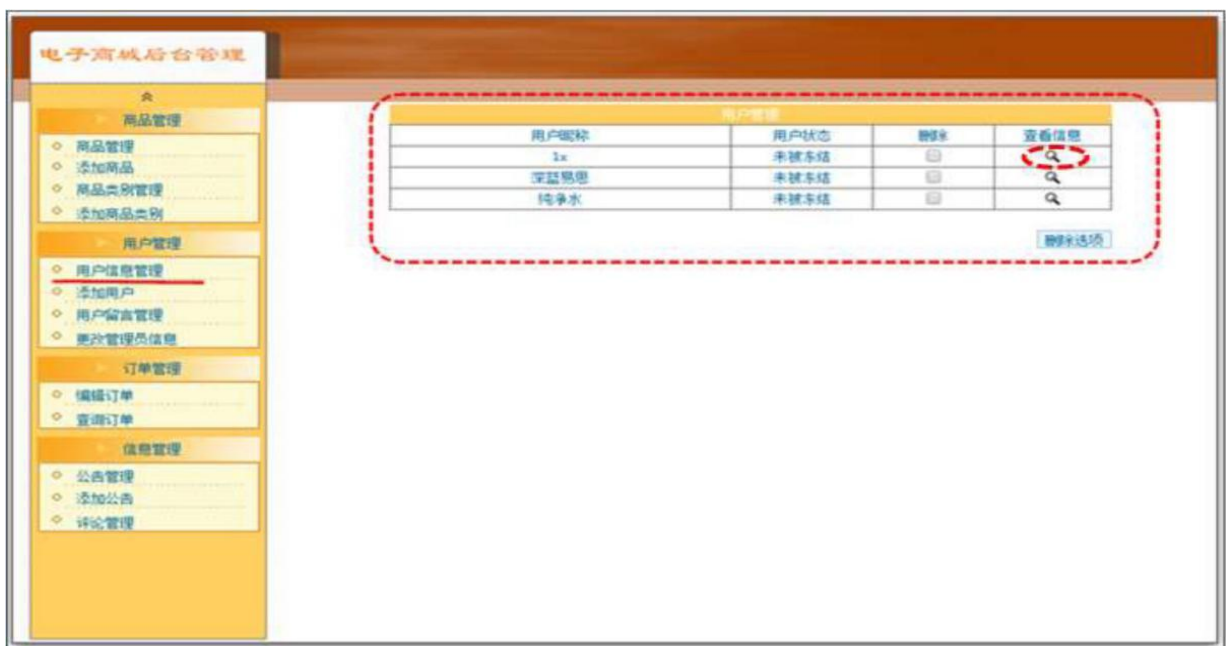 电子商城后台管理
商品管理
商品管理
添加商品
商品类别管理
添加商品类别
用户管理
用户信息管理
添加用户
用户留言管理
更改管理员信息
订单管理
编辑订单
查询订单
信息管理
公告管理
添加公告
评论管理
用户管理
用户昵称 用户状态 删除 查看信息
1x 未被冻结
深蓝易思 未被冻结
纯净水 未被冻结
删除选项